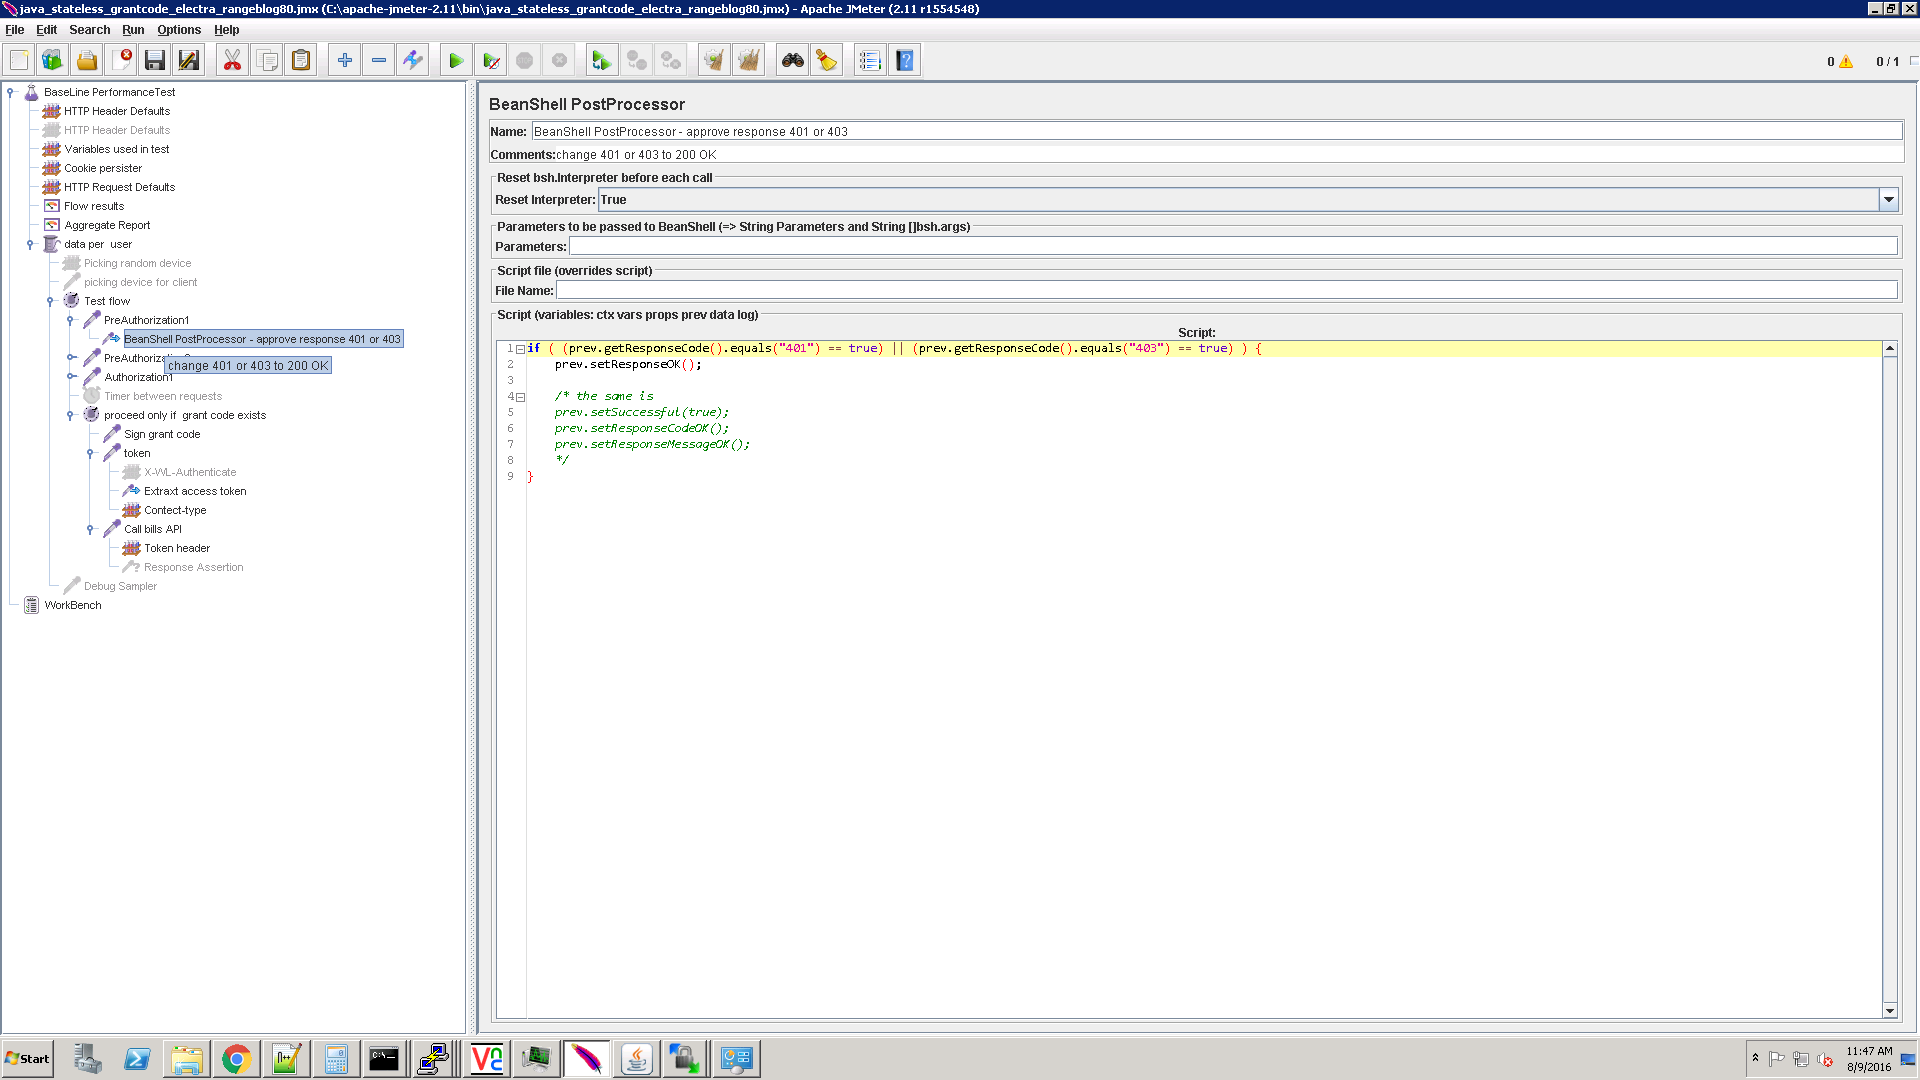 java_stateless_grantcode_electra_rangeblog80.jmx (C:\apache-jmeter-2.11\bin\java_stateless_grantcode_electra_rangeblog80.jmx) - Apache JMeter (2.11 r1554548)
File Edit Search Run Options Help
0 0 / 1
BaseLine PerformanceTest
HTTP Header Defaults
HTTP Header Defaults
Variables used in test
Cookie persister
HTTP Request Defaults
Flow results
Aggregate Report
data per user
Picking random device
picking device for client
Test flow
PreAuthorization1
BeanShell PostProcessor - approve response 401 or 403
change 401 or 403 to 200 OK
Authorization1
Timer between requests
proceed only if grant code exists
Sign grant code
token
X-WL-Authenticate
Extraxt access token
Contect-type
Call bills API
Token header
Response Assertion
Debug Sampler
WorkBench
BeanShell PostProcessor
Name: BeanShell PostProcessor - approve response 401 or 403
Comments: change 401 or 403 to 200 OK
Reset bsh.Interpreter before each call
Reset Interpreter: True
Parameters to be passed to BeanShell (=> String Parameters and String []bsh.args)
Parameters:
Script file (overrides script)
File Name:
Script (variables: ctx vars props prev data log)
Script:
1 if ( (prev.getResponseCode().equals("401") == true) || (prev.getResponseCode().equals("403") == true) ) {
2 prev.setResponseOK();
3
4 /* the same is
5 prev.setSuccessful(true);
6 prev.setResponseCodeOK();
7 prev.setResponseMessageOK();
8 */
9 }
Start
11:47 AM
8/9/2016